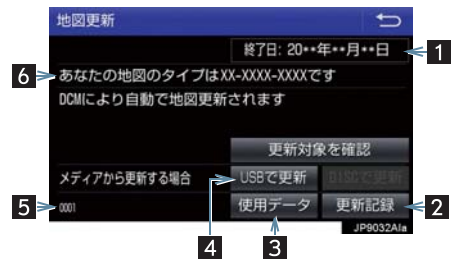 地図更新
終了日: 20**年**月**日
1
6
あなたの地図のタイプはXX-XXXX-XXXXです
DCMにより自動で地図更新されます
更新対象を確認
メディアから更新する場合
USBで更新
DISCで更新
5
0001
使用データ
更新記録
2
JP9032AIa
4
3